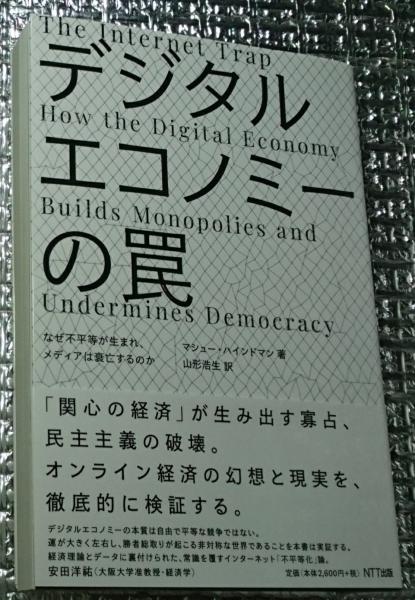 The Internet Trap
デジタル
How the Digital Economy
エコノミー
Builds Monopolies and
の罠
Undermines Democracy
なぜ不平等が生まれ、
メディアは衰亡するのか
マシュー・ハインドマン 著
山形浩生 訳
「関心の経済」が生み出す寡占、
民主主義の破壊。
オンライン経済の幻想と現実を、
徹底的に検証する。
デジタルエコノミーの本質は自由で平等な競争ではない。
運が大きく左右し、勝者総取りが起こる非対称な世界であることを本書は実証する。
経済理論とデータに裏付けられた、常識を覆すインターネット「不平等化」論。
安田洋祐(大阪大学准教授・経済学)
定価(本体2,600円+税) NTT出版